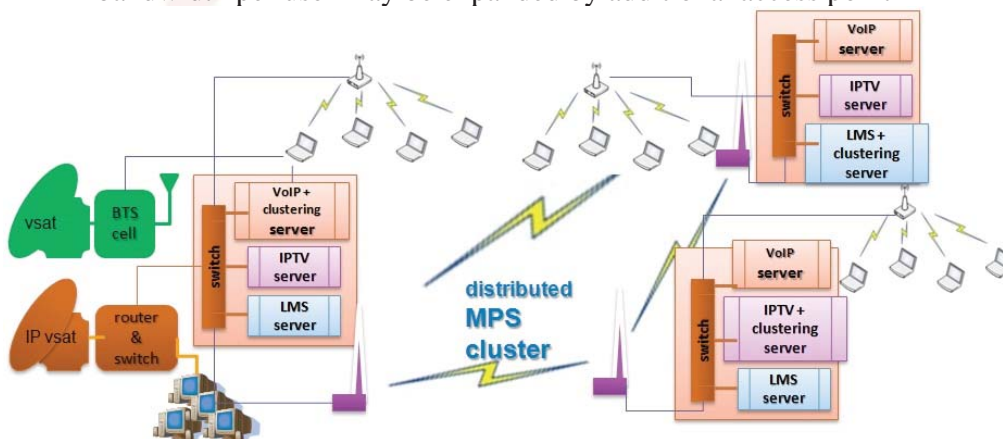 VoIP
server
IPTV
server
LMS +
clustering
server
switch
vsat
BTS
cell
VoIP +
clustering
server
IPTV
server
LMS
server
switch
IP vsat
router
&
switch
distributed
MPS
cluster
VoIP
server
IPTV +
clustering
server
LMS
server
switch